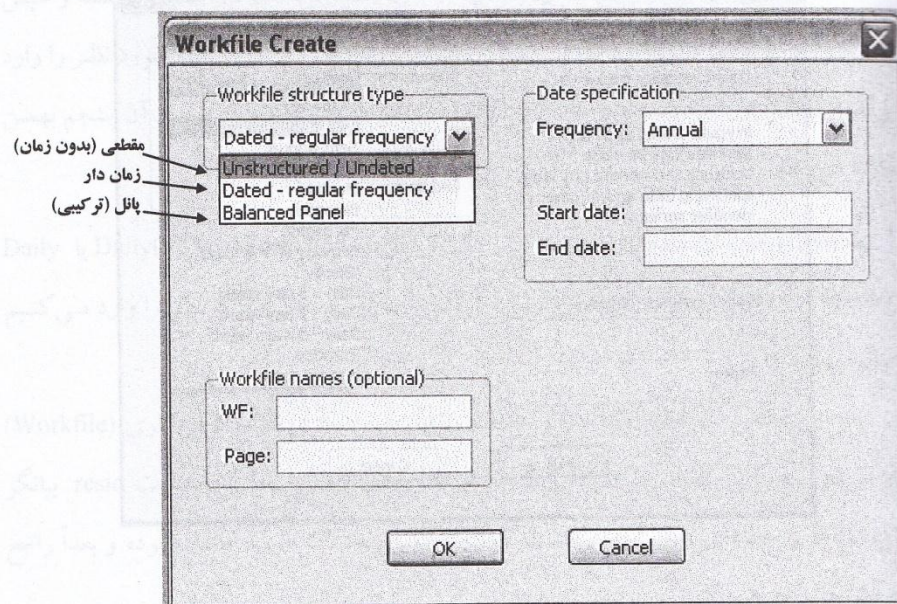 Workfile Create
Workfile structure type
Dated - regular frequency
Unstructured / Undated
Dated - regular frequency
Balanced Panel
مقطعی (بدون زمان)
زمان دار
پانل (ترکیبی)
Date specification
Frequency: Annual
Start date:
End date:
Workfile names (optional)
WF:
Page:
OK
Cancel